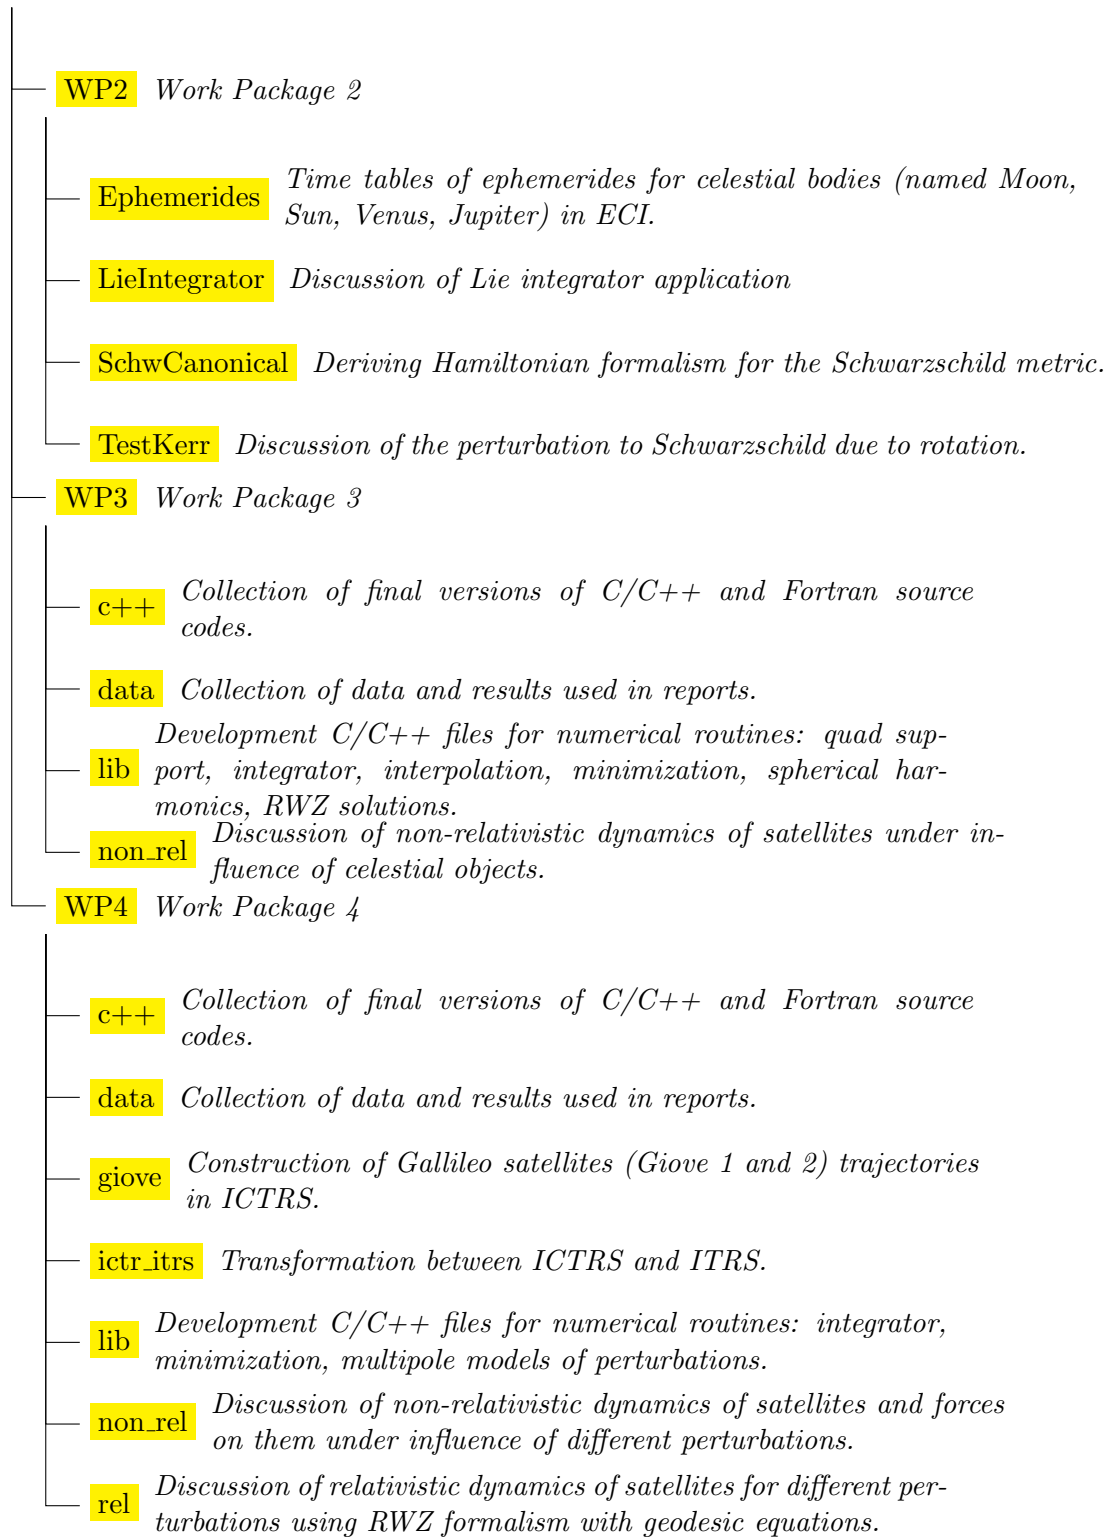 WP2 Work Package 2
Ephemerides Time tables of ephemerides for celestial bodies (named Moon,
Sun, Venus, Jupiter) in ECI.
LieIntegrator Discussion of Lie integrator application
SchwCanonical Deriving Hamiltonian formalism for the Schwarzschild metric.
TestKerr Discussion of the perturbation to Schwarzschild due to rotation.
WP3 Work Package 3
c++ Collection of final versions of C/C++ and Fortran source
codes.
data Collection of data and results used in reports.
lib Development C/C++ files for numerical routines: quad sup-
port, integrator, interpolation, minimization, spherical har-
monics, RWZ solutions.
non_rel Discussion of non-relativistic dynamics of satellites under in-
fluence of celestial objects.
WP4 Work Package 4
c++ Collection of final versions of C/C++ and Fortran source
codes.
data Collection of data and results used in reports.
giove Construction of Gallileo satellites (Giove 1 and 2) trajectories
in ICTRS.
ictr_itrs Transformation between ICTRS and ITRS.
lib Development C/C++ files for numerical routines: integrator,
minimization, multipole models of perturbations.
non_rel Discussion of non-relativistic dynamics of satellites and forces
on them under influence of different perturbations.
rel Discussion of relativistic dynamics of satellites for different per-
turbations using RWZ formalism with geodesic equations.